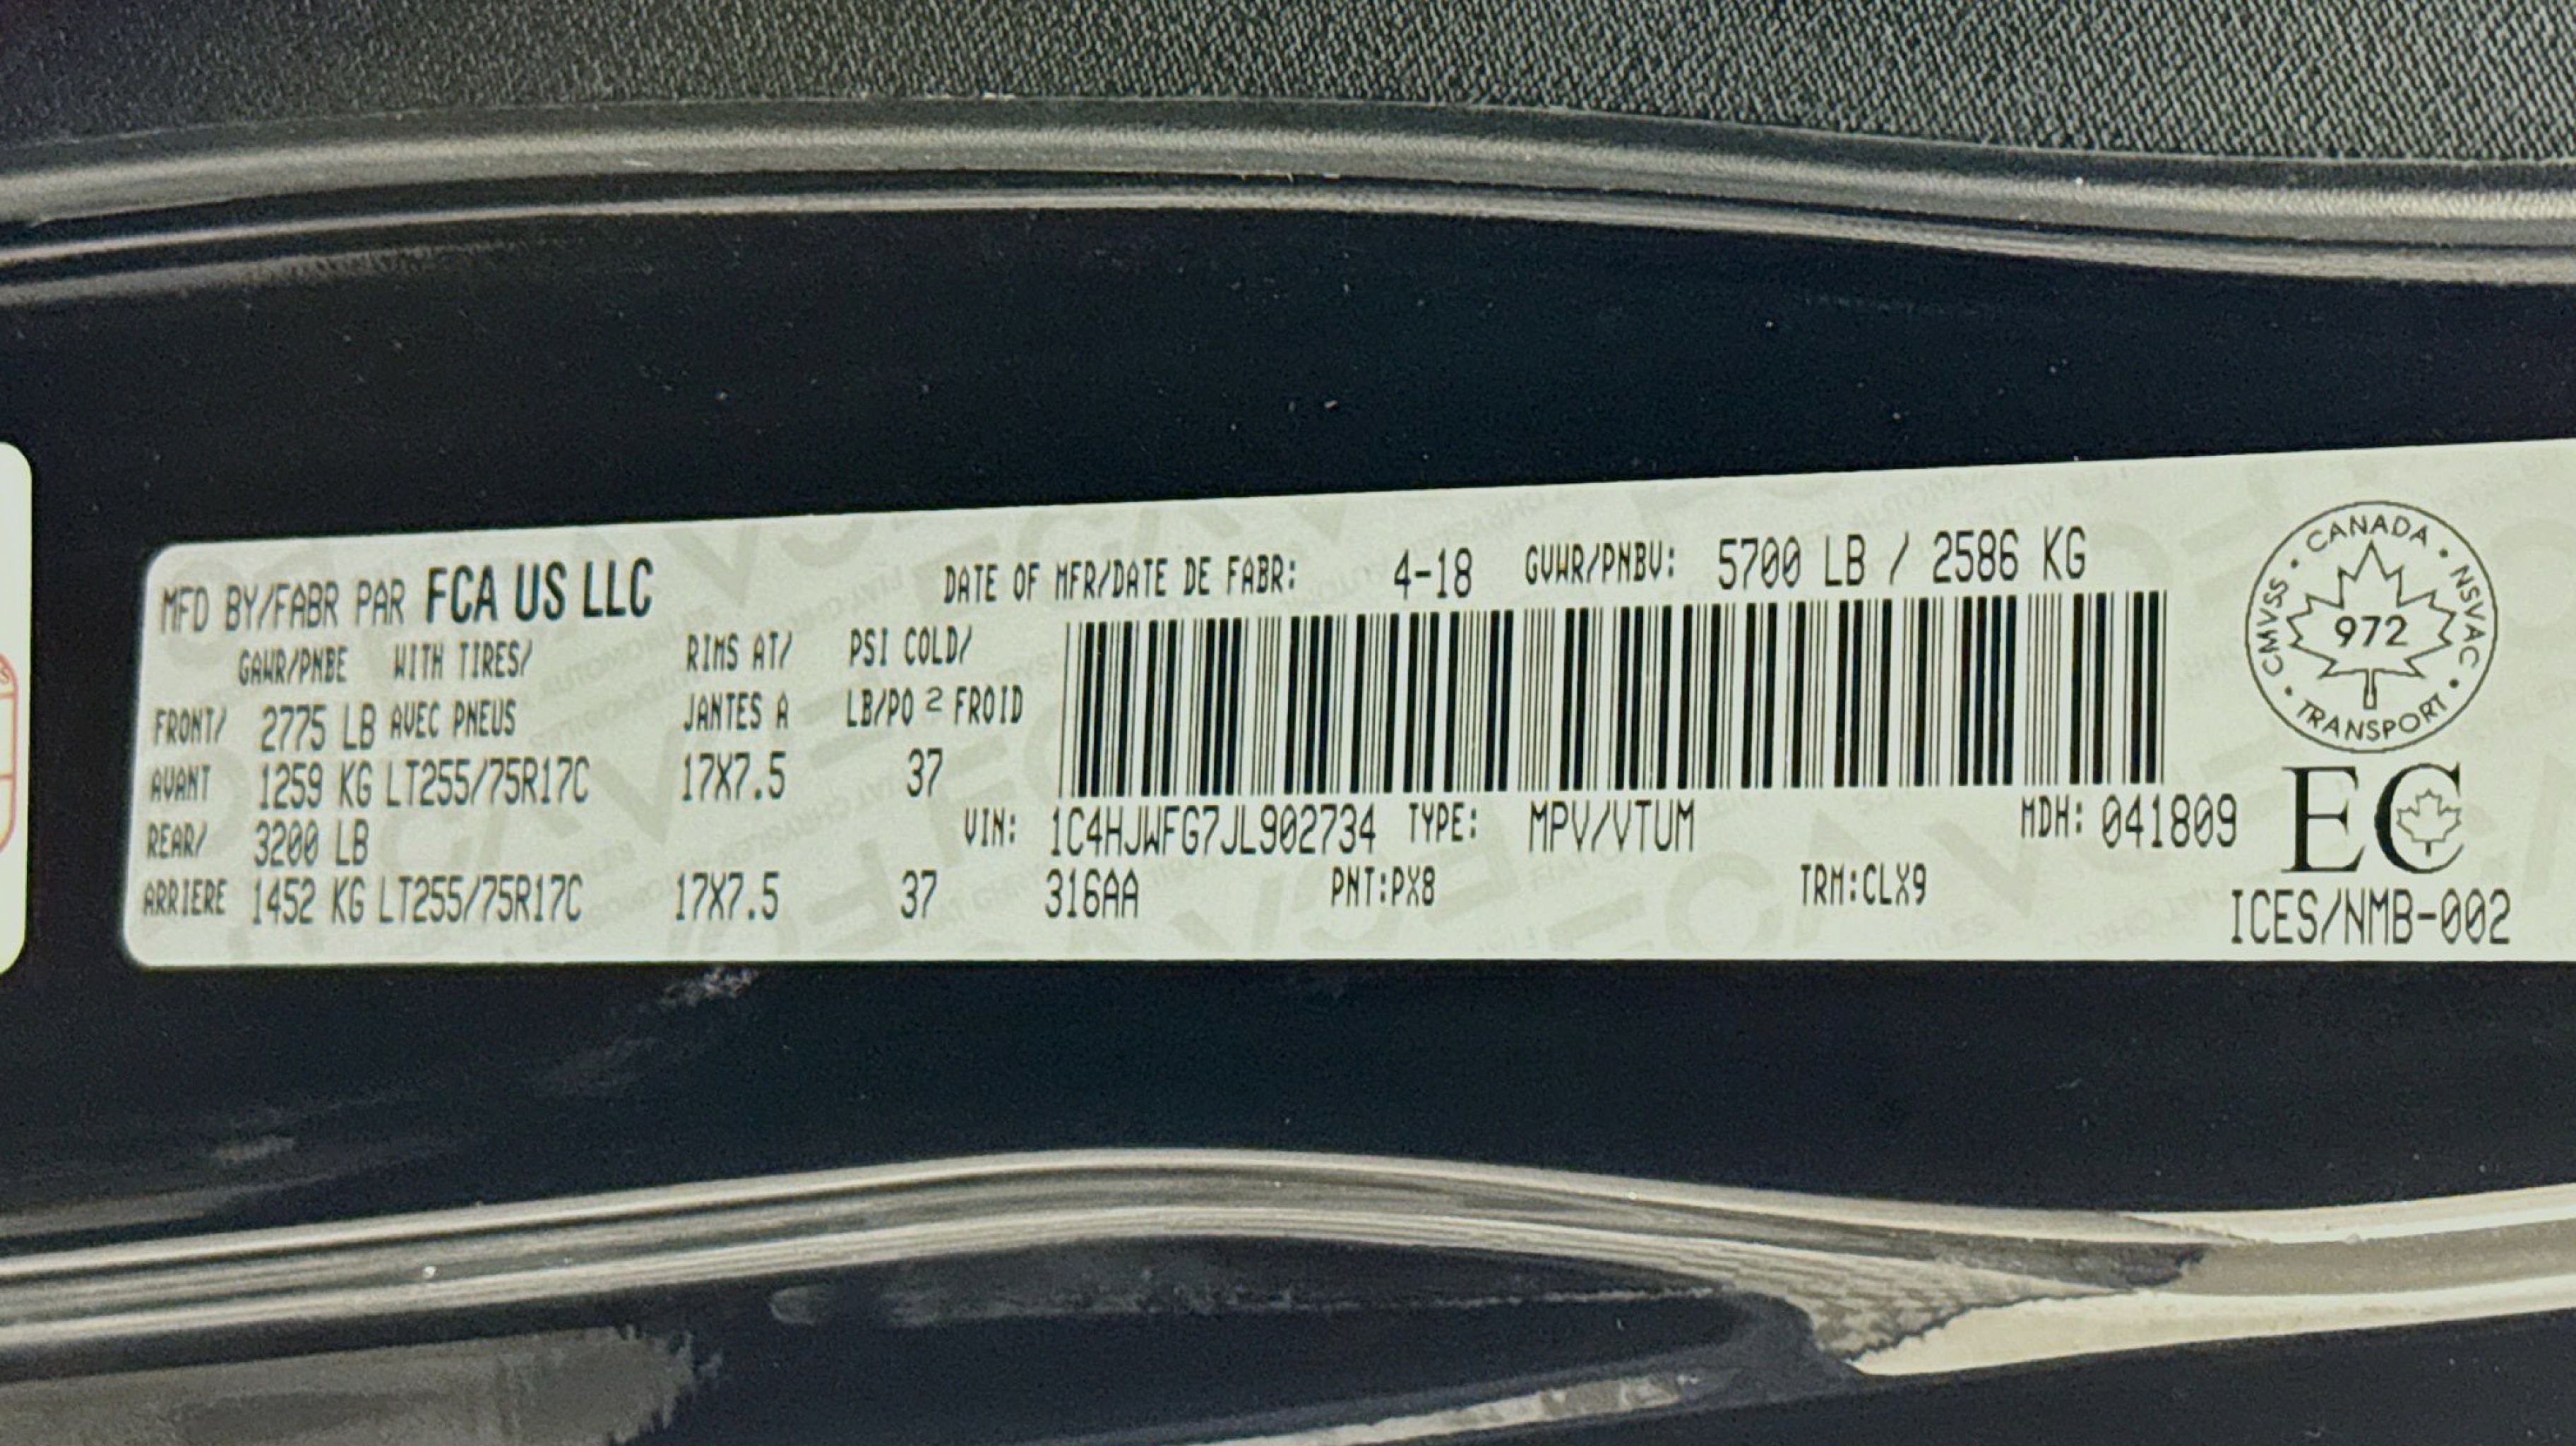 MFD BY/FABR PAR FCA US LLC
DATE OF MFR/DATE DE FABR: 4-18 GVWR/PNBV: 5700 LB / 2586 KG
GAWR/PNBE WITH TIRES/ RIMS AT/ PSI COLD/
FRONT/ 2775 LB AVEC PNEUS JANTES A LB/PO 2 FROID
AVANT 1259 KG LT255/75R17C 17X7.5 37
REAR/ 3200 LB
ARRIERE 1452 KG LT255/75R17C 17X7.5 37
VIN: 1C4HJWFG7JL902734 TYPE: MPV/VTUM MDH: 041809
316AA PNT:PX8 TRM:CLX9
CANADA • NSVAC • TRANSPORT • CMVSS •
972
EC
ICES/NMB-002